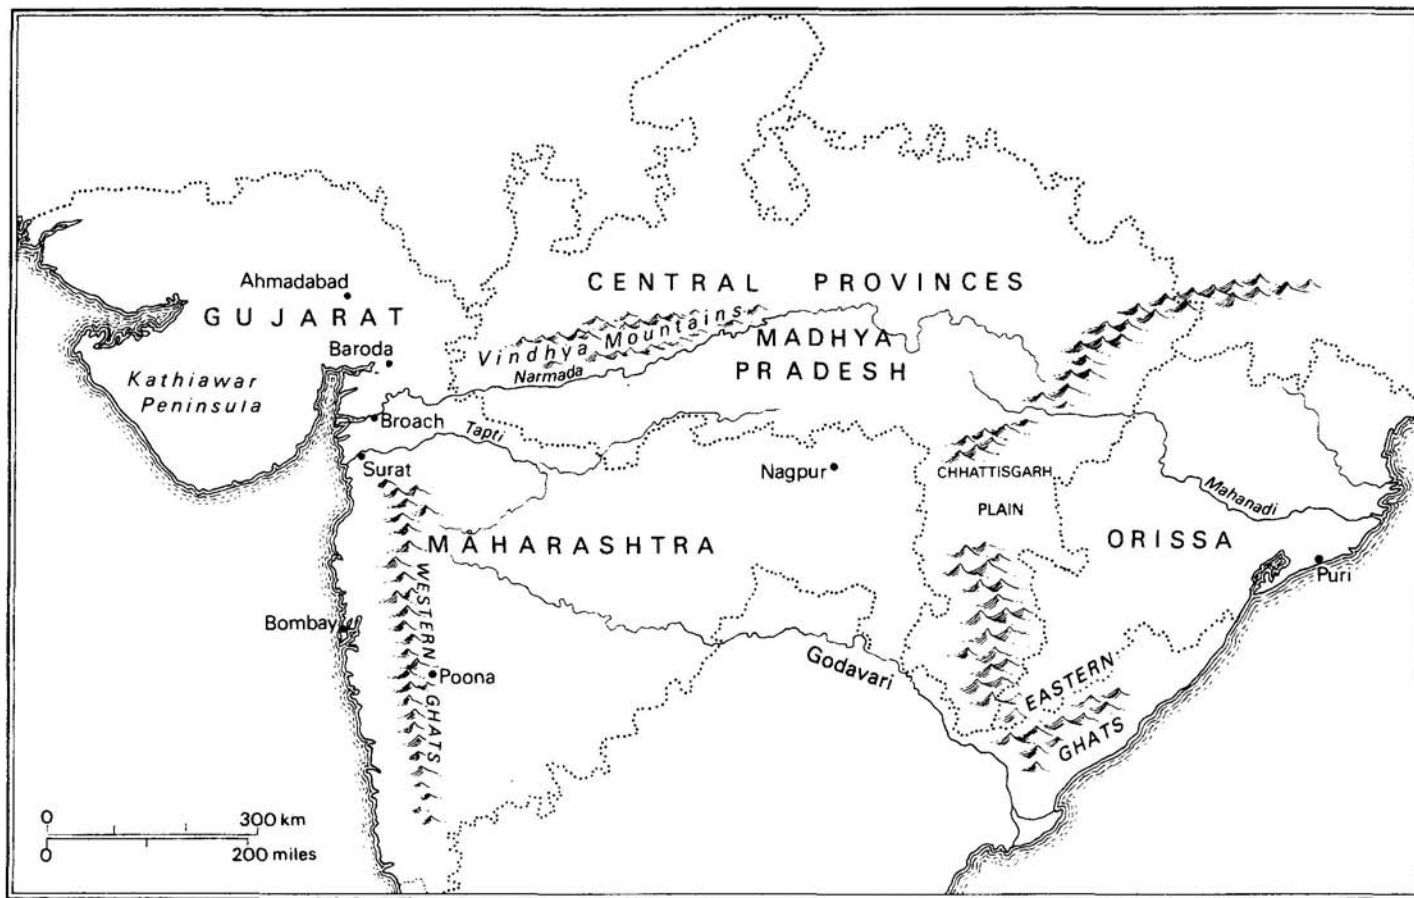 CENTRAL PROVINCES
Ahmadabad
GUJARAT
Vindhya Mountains
MADHYA
PRADESH
Baroda
Narmada
Kathiawar
Peninsula
Broach
Tapti
Surat
Nagpur
CHHATTISGARH
PLAIN
Mahanadi
MAHARASHTRA
ORISSA
Puri
WESTERN GHATS
Bombay
Poona
Godavari
EASTERN
GHATS
0 300 km
0 200 miles